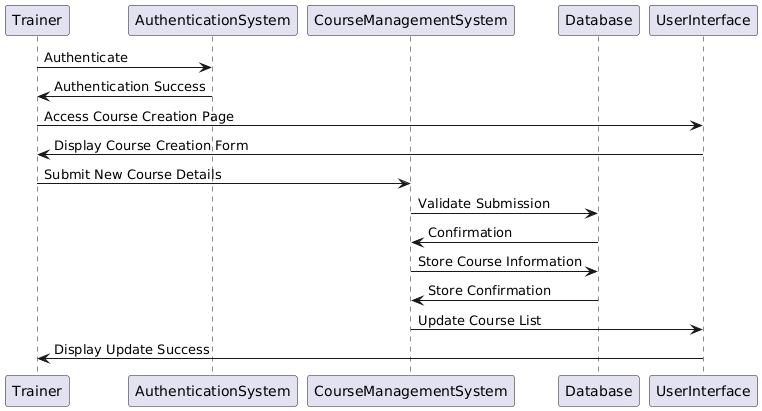 Trainer AuthenticationSystem CourseManagementSystem Database UserInterface
Authenticate
Authentication Success
Access Course Creation Page
Display Course Creation Form
Submit New Course Details
Validate Submission
Confirmation
Store Course Information
Store Confirmation
Update Course List
Display Update Success
Trainer AuthenticationSystem CourseManagementSystem Database UserInterface